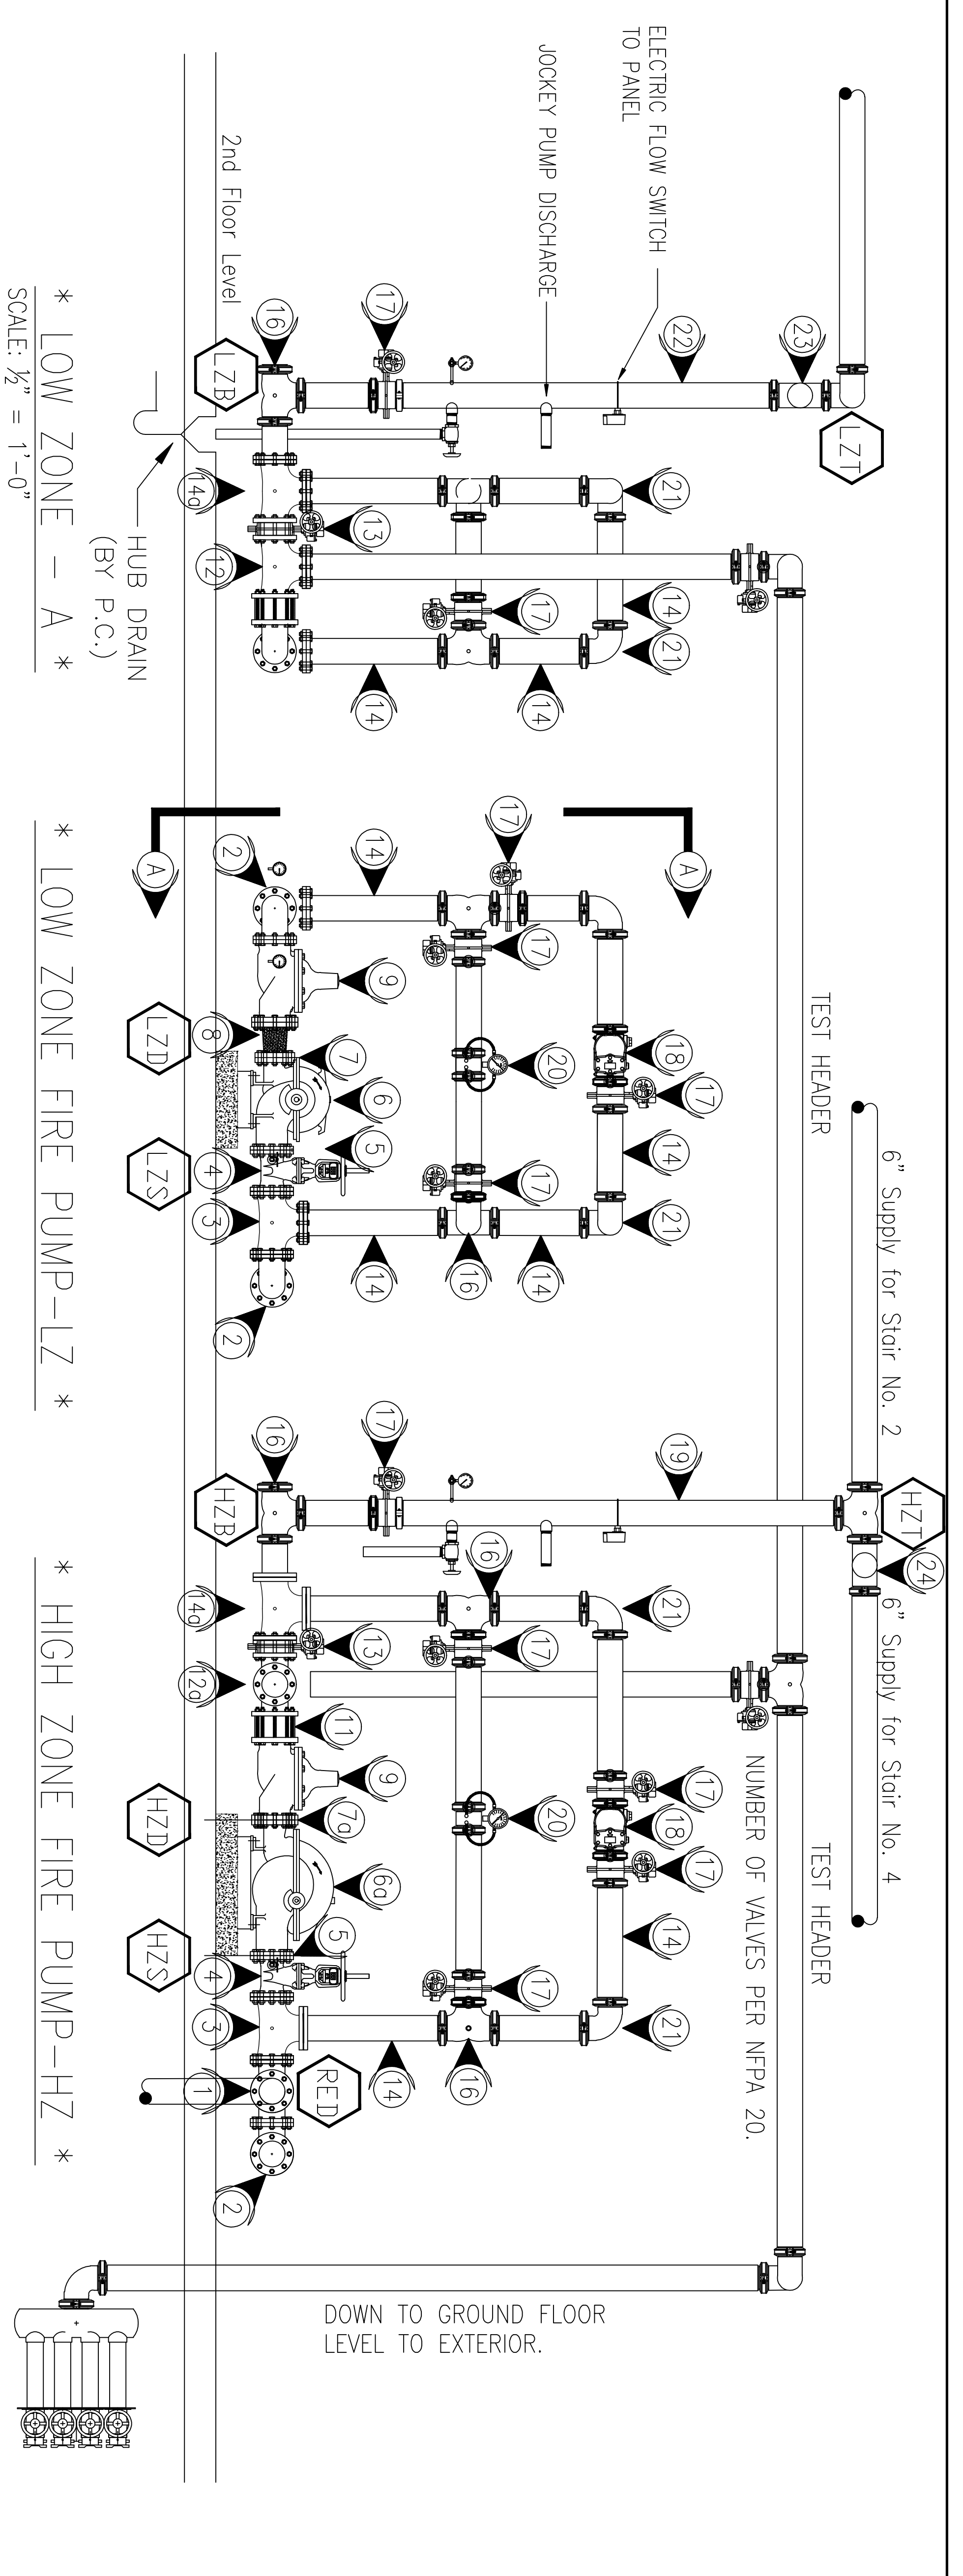 6" Supply for Stair No. 2
6" Supply for Stair No. 4
HZT
24
LZT
23
TEST HEADER
TEST HEADER
ELECTRIC FLOW SWITCH
TO PANEL
22
19
NUMBER OF VALVES PER NFPA 20.
JOCKEY PUMP DISCHARGE
21
14
21
A
18
17
14
21
21
17
18
17
14
21
17
14
17
17
20
17
16
14
16
17
20
17
16
17
13
14
14
9
7
6
5
14
17
13
11
9
7a
6a
5
14
RED
DOWN TO GROUND FLOOR
LEVEL TO EXTERIOR.
2nd Floor Level
16
LZB
14a
12
2
8
4
3
2
16
HZB
14a
12a
4
3
1
2
HUB DRAIN
(BY P.C.)
A
LZD
LZS
HZD
HZS
* LOW ZONE - A *
SCALE: ½" = 1'-0"
* LOW ZONE FIRE PUMP-LZ *
* HIGH ZONE FIRE PUMP-HZ *